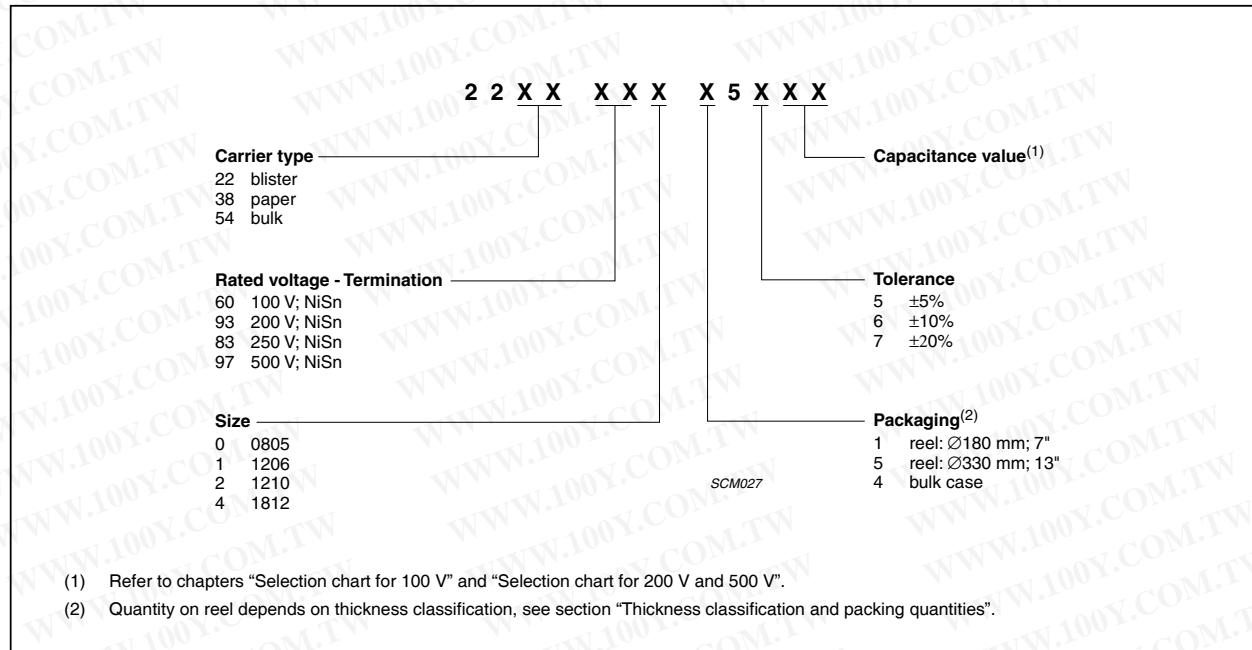 2 2 X X X X X X 5 X X X
Carrier type
22 blister
38 paper
54 bulk
Capacitance value(1)
Rated voltage - Termination
60 100 V; NiSn
93 200 V; NiSn
83 250 V; NiSn
97 500 V; NiSn
Tolerance
5 ±5%
6 ±10%
7 ±20%
Size
0 0805
1 1206
2 1210
4 1812
Packaging(2)
1 reel: ∅180 mm; 7"
5 reel: ∅330 mm; 13"
4 bulk case
SCM027
(1) Refer to chapters “Selection chart for 100 V” and “Selection chart for 200 V and 500 V”.
(2) Quantity on reel depends on thickness classification, see section “Thickness classification and packing quantities”.
WWW.100Y.COM.TW